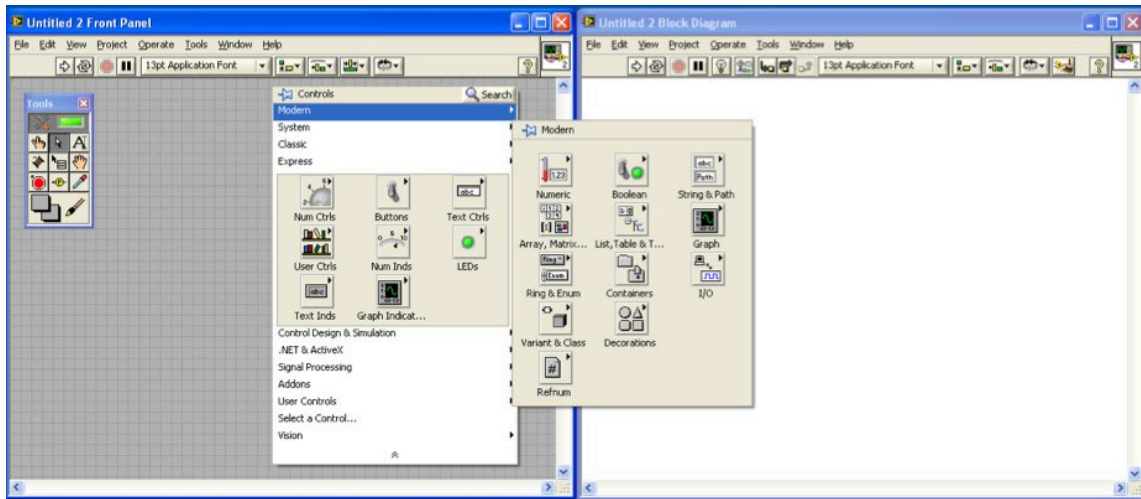 Untitled 2 Front Panel
File Edit View Project Operate Tools Window Help
13pt Application Font
2
Tools
Controls
Search
Modern
System
Classic
Express
Num Ctrls Buttons Text Ctrls
User Ctrls Num Inds LEDs
Text Inds Graph Indicat...
Control Design & Simulation
.NET & ActiveX
Signal Processing
Addons
User Controls
Select a Control...
Vision
Modern
Numeric Boolean String & Path
Array, Matrix... List, Table & T... Graph
Ring & Enum Containers I/O
Variant & Class Decorations
Refnum
Untitled 2 Block Diagram
File Edit View Project Operate Tools Window Help
13pt Application Font
2